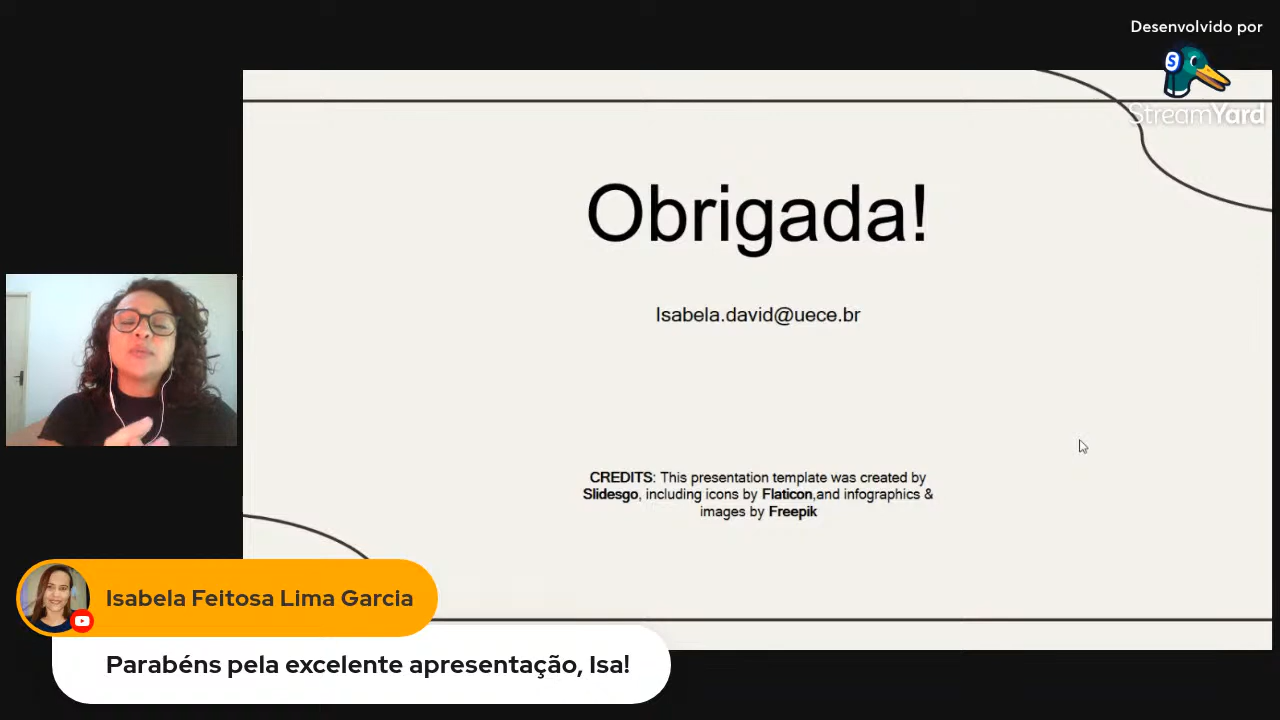 Desenvolvido por
StreamYard
Obrigada!
Isabela.david@uece.br
CREDITS: This presentation template was created by
Slidesgo, including icons by Flaticon,and infographics &
images by Freepik
Isabela Feitosa Lima Garcia
Parabéns pela excelente apresentação, Isa!